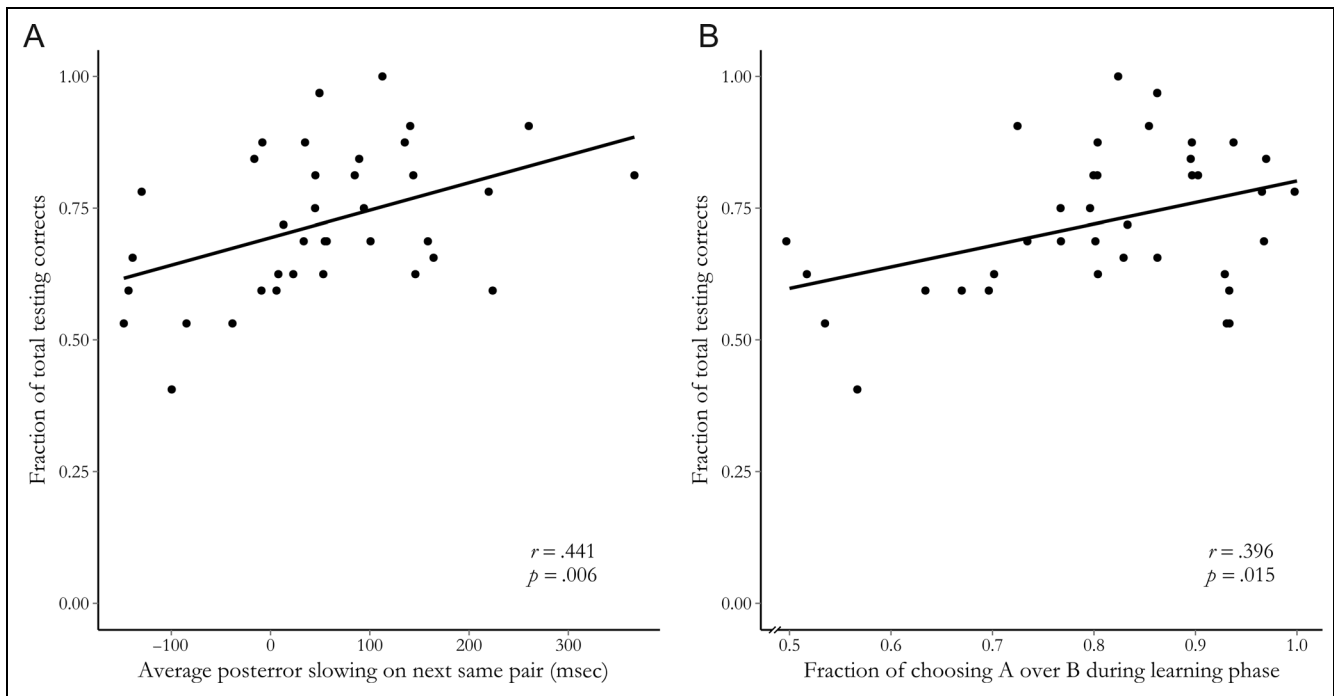 A
1.00
0.75
0.50
0.25
0.00
Fraction of total testing corrects
r = .441
p = .006
−100 0 100 200 300
Average posterror slowing on next same pair (msec)
B
1.00
0.75
0.50
0.25
0.00
Fraction of total testing corrects
r = .396
p = .015
0.5 0.6 0.7 0.8 0.9 1.0
Fraction of choosing A over B during learning phase